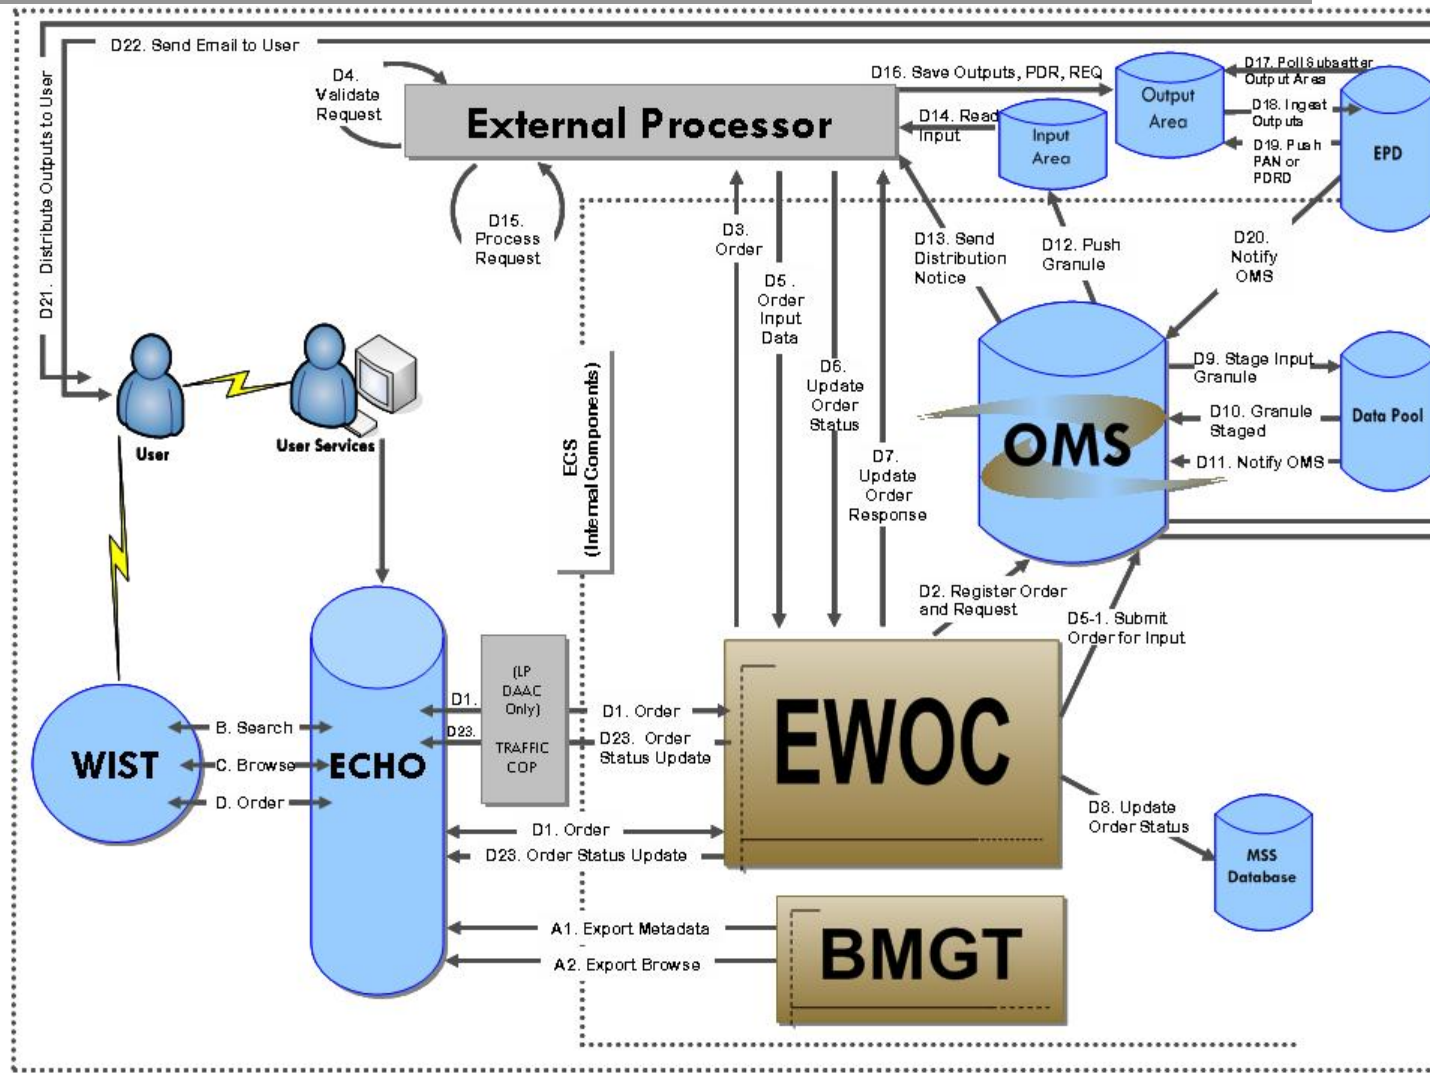 D22. Send Email to User
D21. Distribute Outputs to User
D4.
Validate
Request
External Processor
D16. Save Outputs, PDR, REQ
D14. Read
Input
Input
Area
Output
Area
D17. Poll Subsetter
Output Area
D18. Ingest
Outputs
D19. Push
PAN or
PDRD
EPD
D15.
Process
Request
D3.
Order
D5.
Order
Input
Data
D6.
Update
Order
Status
D7.
Update
Order
Response
D13. Send
Distribution
Notice
D12. Push
Granule
D20.
Notify
OMS
D9. Stage Input
Granule
D10. Granule
Staged
D11. Notify OMS
Data Pool
OMS
User
User Services
ECS
(Internal Components)
D2. Register Order
and Request
D5-1. Submit
Order for Input
WIST
B. Search
C. Browse
D. Order
ECHO
D1.
D23.
(LP
DAAC
Only)
TRAFFIC
COP
D1. Order
D23. Order
Status Update
EWOC
D1. Order
D23. Order Status Update
D8. Update
Order Status
MSS
Database
A1. Export Metadata
A2. Export Browse
BMGT